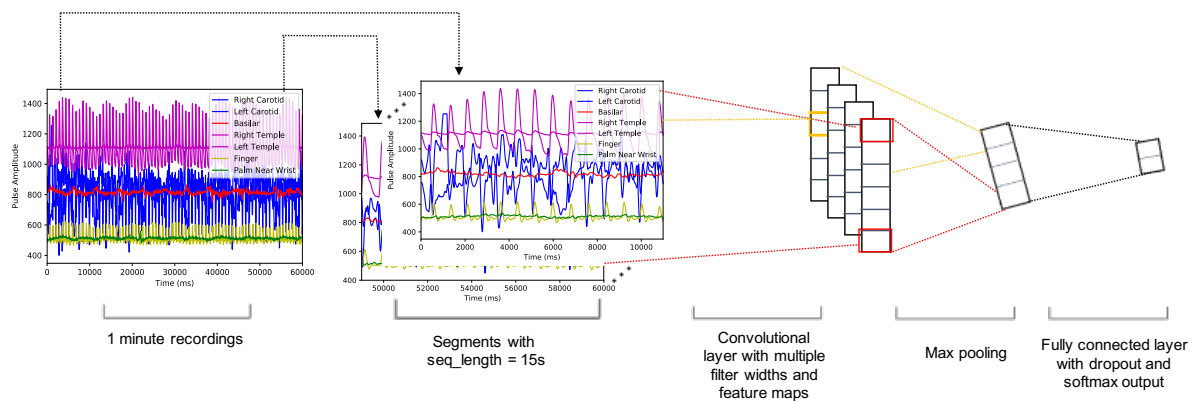 1400
1200
1000
800
600
400
Pulse Amplitude
Right Carotid
Left Carotid
Basilar
Right Temple
Left Temple
Finger
Palm Near Wrist
0 10000 20000 30000 40000 50000 60000
Time (ms)
1400
1200
1000
800
600
400
50000 52000 54000 56000 58000 60000
Time (ms)
1400
1200
1000
800
600
400
Pulse Amplitude
Right Carotid
Left Carotid
Basilar
Right Temple
Left Temple
Finger
Palm Near Wrist
0 2000 4000 6000 8000 10000
Time (ms)
1 minute recordings
Segments with
seq_length = 15s
Convolutional
layer with multiple
filter widths and
feature maps
Max pooling
Fully connected layer
with dropout and
softmax output